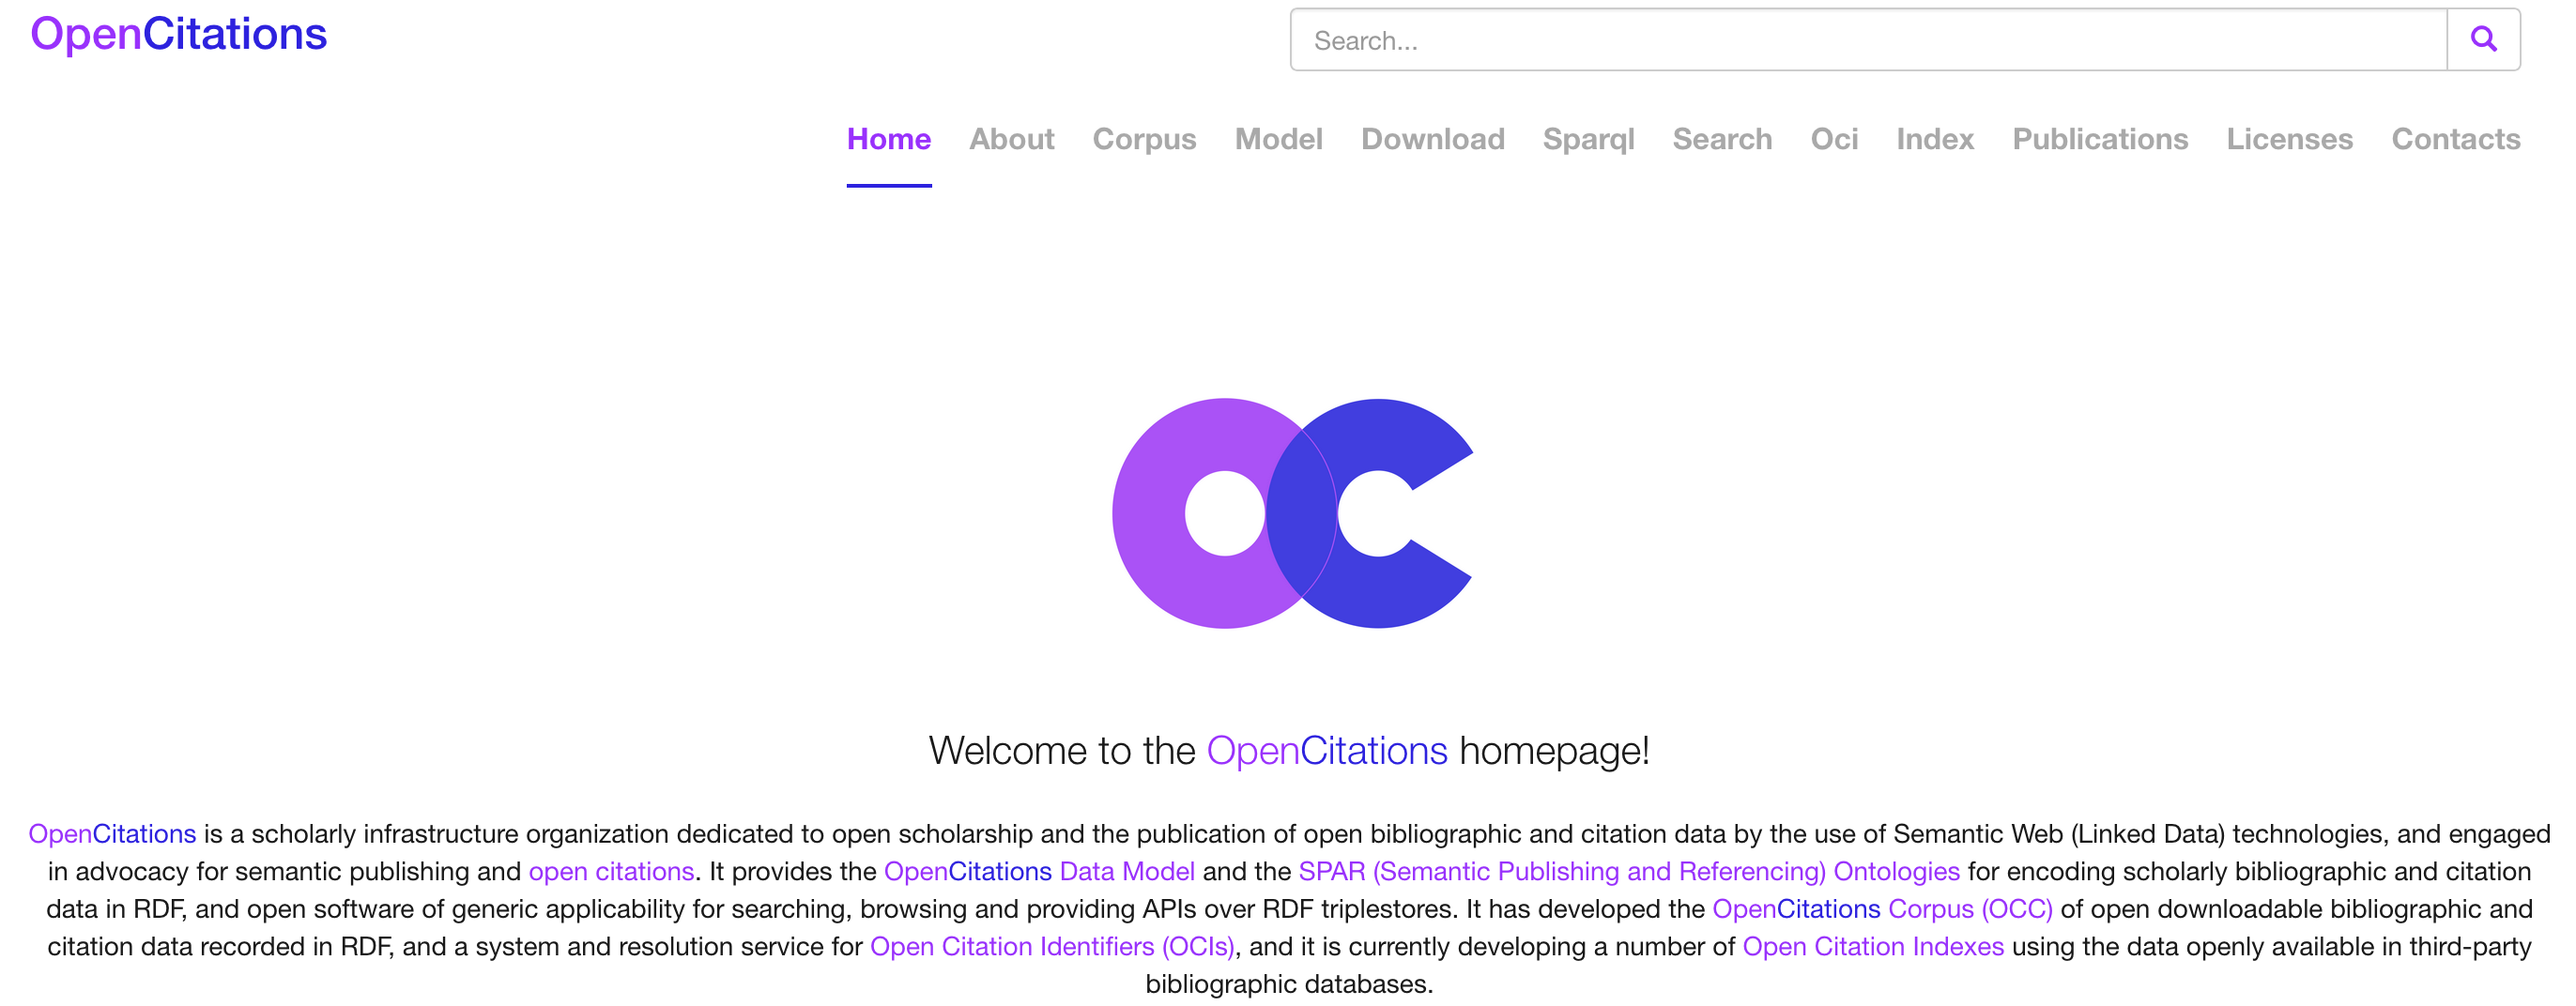 OpenCitations
Search...
Home About Corpus Model Download Sparql Search Oci Index Publications Licenses Contacts
OC
Welcome to the OpenCitations homepage!
OpenCitations is a scholarly infrastructure organization dedicated to open scholarship and the publication of open bibliographic and citation data by the use of Semantic Web (Linked Data) technologies, and engaged
in advocacy for semantic publishing and open citations. It provides the OpenCitations Data Model and the SPAR (Semantic Publishing and Referencing) Ontologies for encoding scholarly bibliographic and citation
data in RDF, and open software of generic applicability for searching, browsing and providing APIs over RDF triplestores. It has developed the OpenCitations Corpus (OCC) of open downloadable bibliographic and
citation data recorded in RDF, and a system and resolution service for Open Citation Identifiers (OCIs), and it is currently developing a number of Open Citation Indexes using the data openly available in third-party
bibliographic databases.